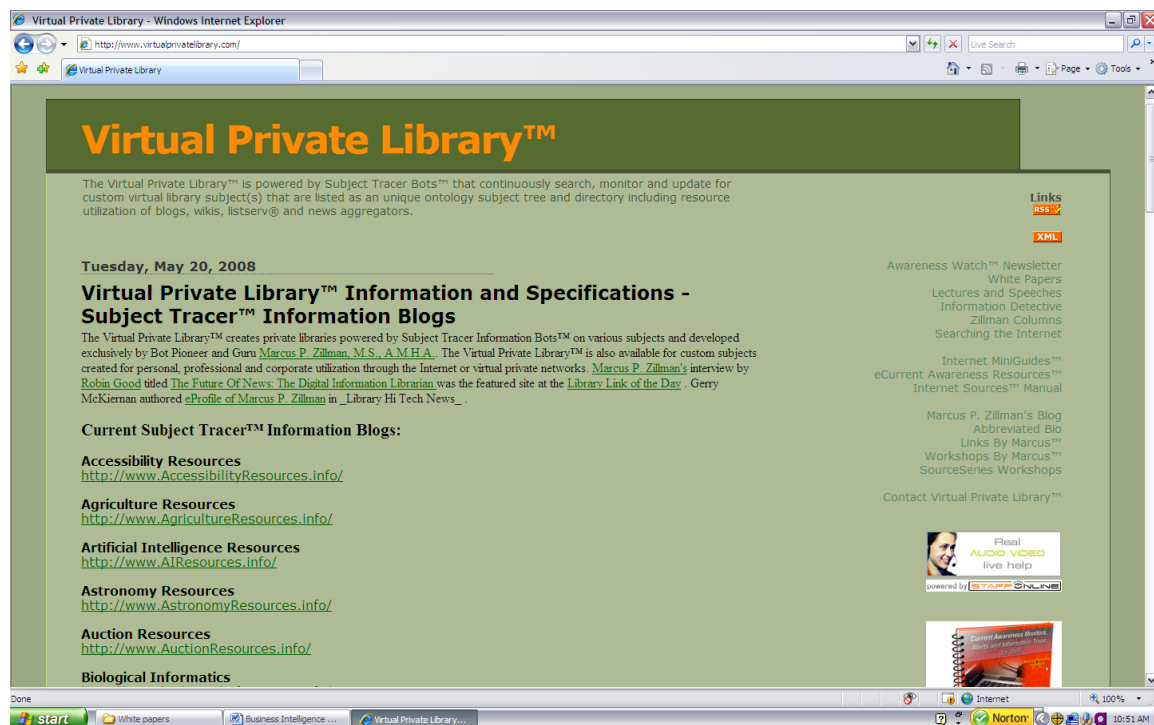 Virtual Private Library - Windows Internet Explorer
http://www.virtualprivatelibrary.com/
Live Search
Virtual Private Library
Page
Tools
Virtual Private Library™
The Virtual Private Library™ is powered by Subject Tracer Bots™ that continuously search, monitor and update for
custom virtual library subject(s) that are listed as an unique ontology subject tree and directory including resource
utilization of blogs, wikis, listserv® and news aggregators.
Links
RSS
XML
Tuesday, May 20, 2008
Virtual Private Library™ Information and Specifications -
Subject Tracer™ Information Blogs
The Virtual Private Library™ creates private libraries powered by Subject Tracer Information Bots™ on various subjects and developed
exclusively by Bot Pioneer and Guru Marcus P. Zillman, M.S., A.M.H.A.. The Virtual Private Library™ is also available for custom subjects
created for personal, professional and corporate utilization through the Internet or virtual private networks. Marcus P. Zillman's interview by
Robin Good titled The Future Of News: The Digital Information Librarian was the featured site at the Library Link of the Day . Gerry
McKiernan authored eProfile of Marcus P. Zillman in _Library Hi Tech News_ .
Current Subject Tracer™ Information Blogs:
Accessibility Resources
http://www.AccessibilityResources.info/
Agriculture Resources
http://www.AgricultureResources.info/
Artificial Intelligence Resources
http://www.AIResources.info/
Astronomy Resources
http://www.AstronomyResources.info/
Auction Resources
http://www.AuctionResources.info/
Biological Informatics
Awareness Watch™ Newsletter
White Papers
Lectures and Speeches
Information Detective
Zillman Columns
Searching the Internet
Internet MiniGuides™
eCurrent Awareness Resources™
Internet Sources™ Manual
Marcus P. Zillman's Blog
Abbreviated Bio
Links By Marcus™
Workshops By Marcus™
SourceSeries Workshops
Contact Virtual Private Library™
Real
AUDIO VIDEO
live help
powered by STAFF ONLINE
Current Awareness Monitors,
Alerts and Information Traps
Done
Internet
100%
start
White papers
Business Intelligence ...
Virtual Private Library...
Norton
10:51 AM